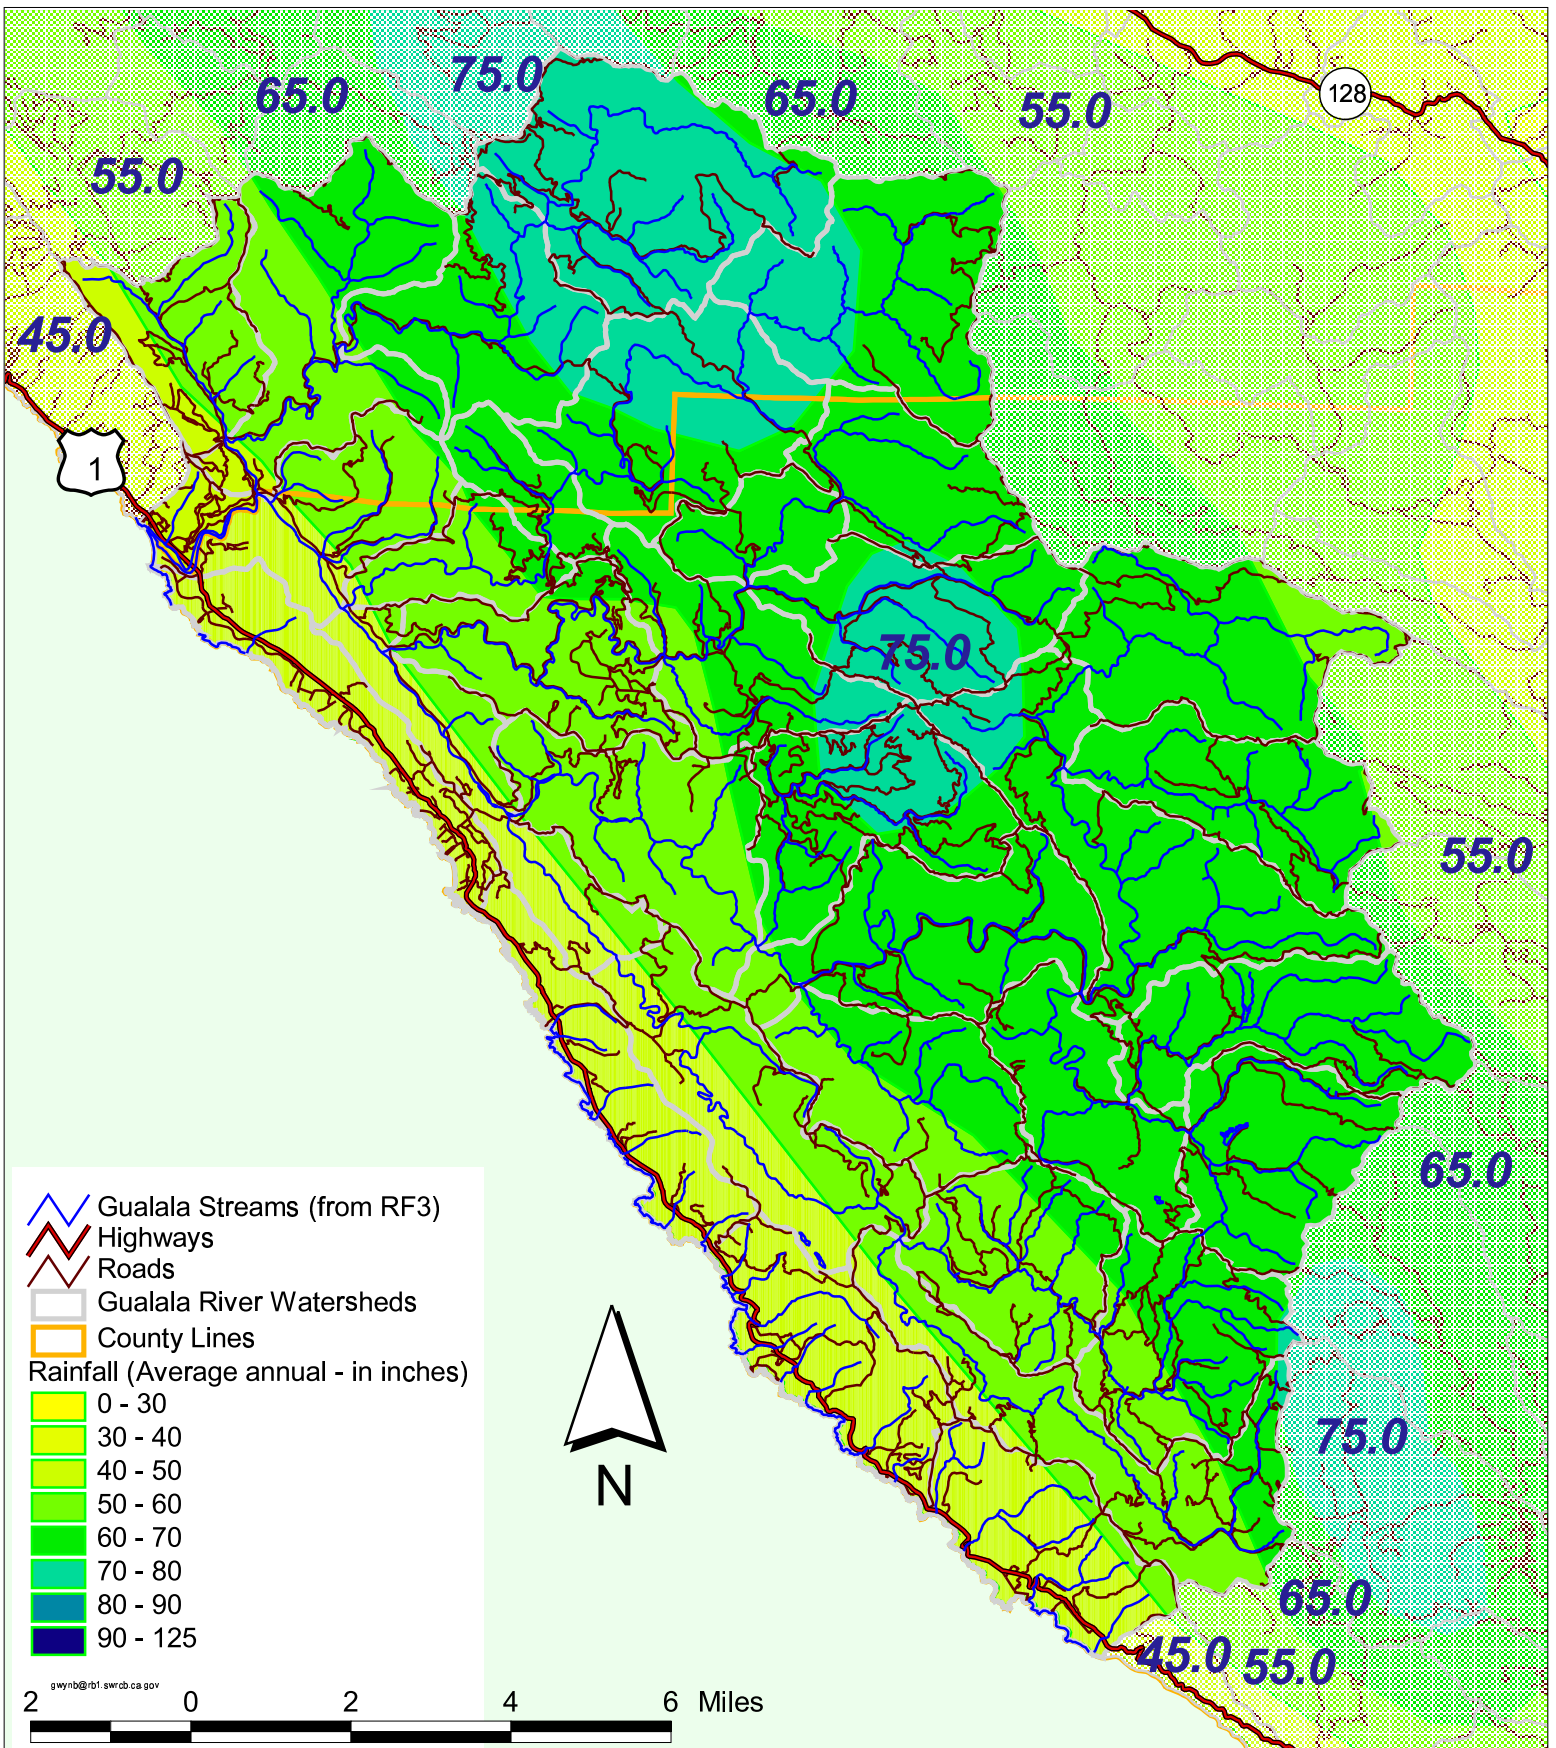 75.0
65.0
65.0
55.0
128
55.0
45.0
1
75.0
55.0
65.0
75.0
65.0
45.0
55.0
Gualala Streams (from RF3)
Highways
Roads
Gualala River Watersheds
County Lines
Rainfall (Average annual - in inches)
0 - 30
30 - 40
40 - 50
50 - 60
60 - 70
70 - 80
80 - 90
90 - 125
N
gwynb@rb1.swrcb.ca.gov
2 0 2 4 6 Miles